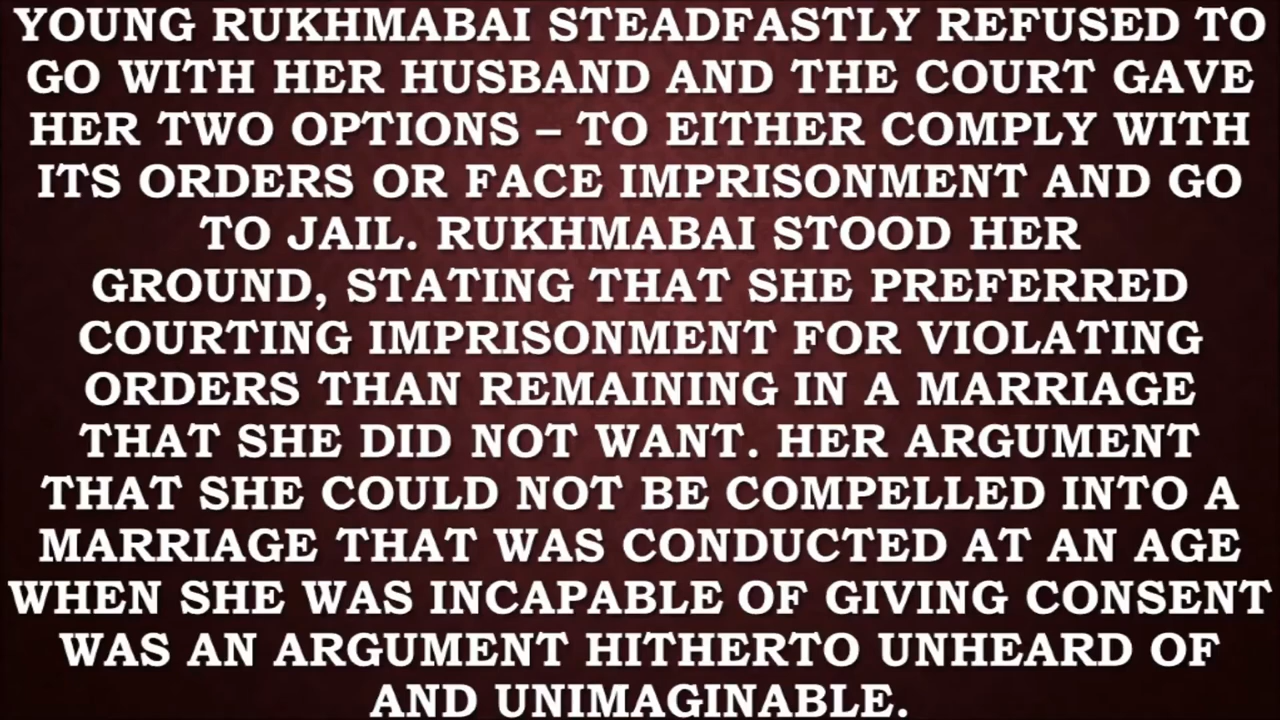 YOUNG RUKHMABAI STEADFASTLY REFUSED TO
GO WITH HER HUSBAND AND THE COURT GAVE
HER TWO OPTIONS – TO EITHER COMPLY WITH
ITS ORDERS OR FACE IMPRISONMENT AND GO
TO JAIL. RUKHMABAI STOOD HER
GROUND, STATING THAT SHE PREFERRED
COURTING IMPRISONMENT FOR VIOLATING
ORDERS THAN REMAINING IN A MARRIAGE
THAT SHE DID NOT WANT. HER ARGUMENT
THAT SHE COULD NOT BE COMPELLED INTO A
MARRIAGE THAT WAS CONDUCTED AT AN AGE
WHEN SHE WAS INCAPABLE OF GIVING CONSENT
WAS AN ARGUMENT HITHERTO UNHEARD OF
AND UNIMAGINABLE.